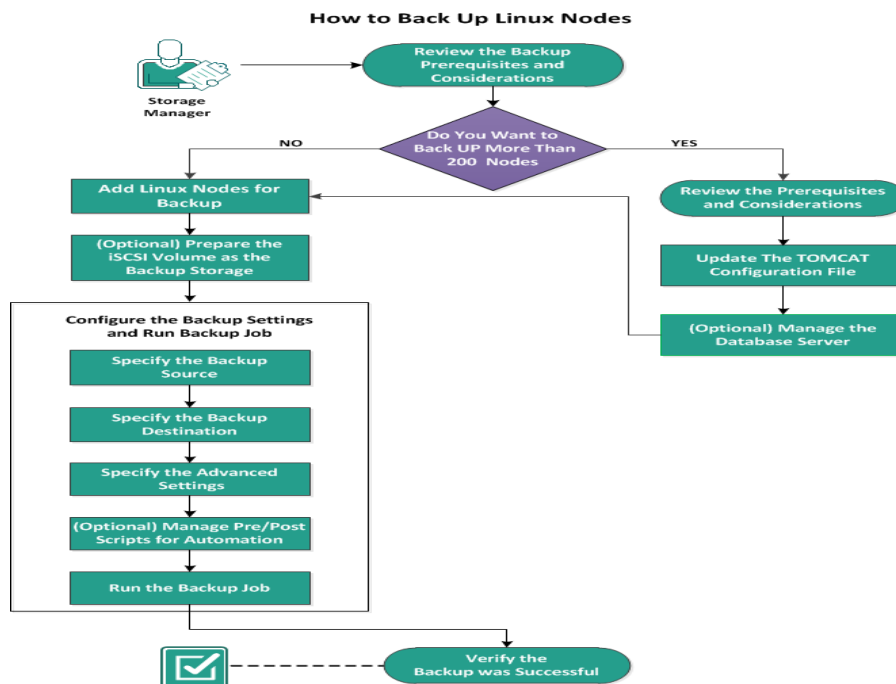 How to Back Up Linux Nodes
Review the Backup
Prerequisites and
Considerations
Storage
Manager
Do You Want to
Back UP More Than
200 Nodes
NO
YES
Add Linux Nodes for
Backup
Review the Prerequisites
and Considerations
(Optional) Prepare the
iSCSI Volume as the
Backup Storage
Update The TOMCAT
Configuration File
Configure the Backup Settings
and Run Backup Job
(Optional) Manage the
Database Server
Specify the Backup
Source
Specify the Backup
Destination
Specify the Advanced
Settings
(Optional) Manage Pre/Post
Scripts for Automation
Run the Backup Job
Verify the
Backup was Successful